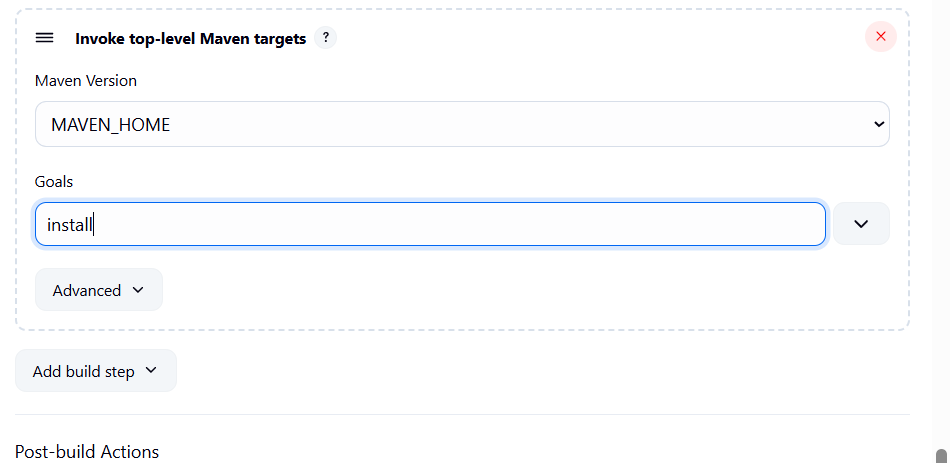 Invoke top-level Maven targets ?
Maven Version
MAVEN_HOME
Goals
install
Advanced
Add build step
Post-build Actions